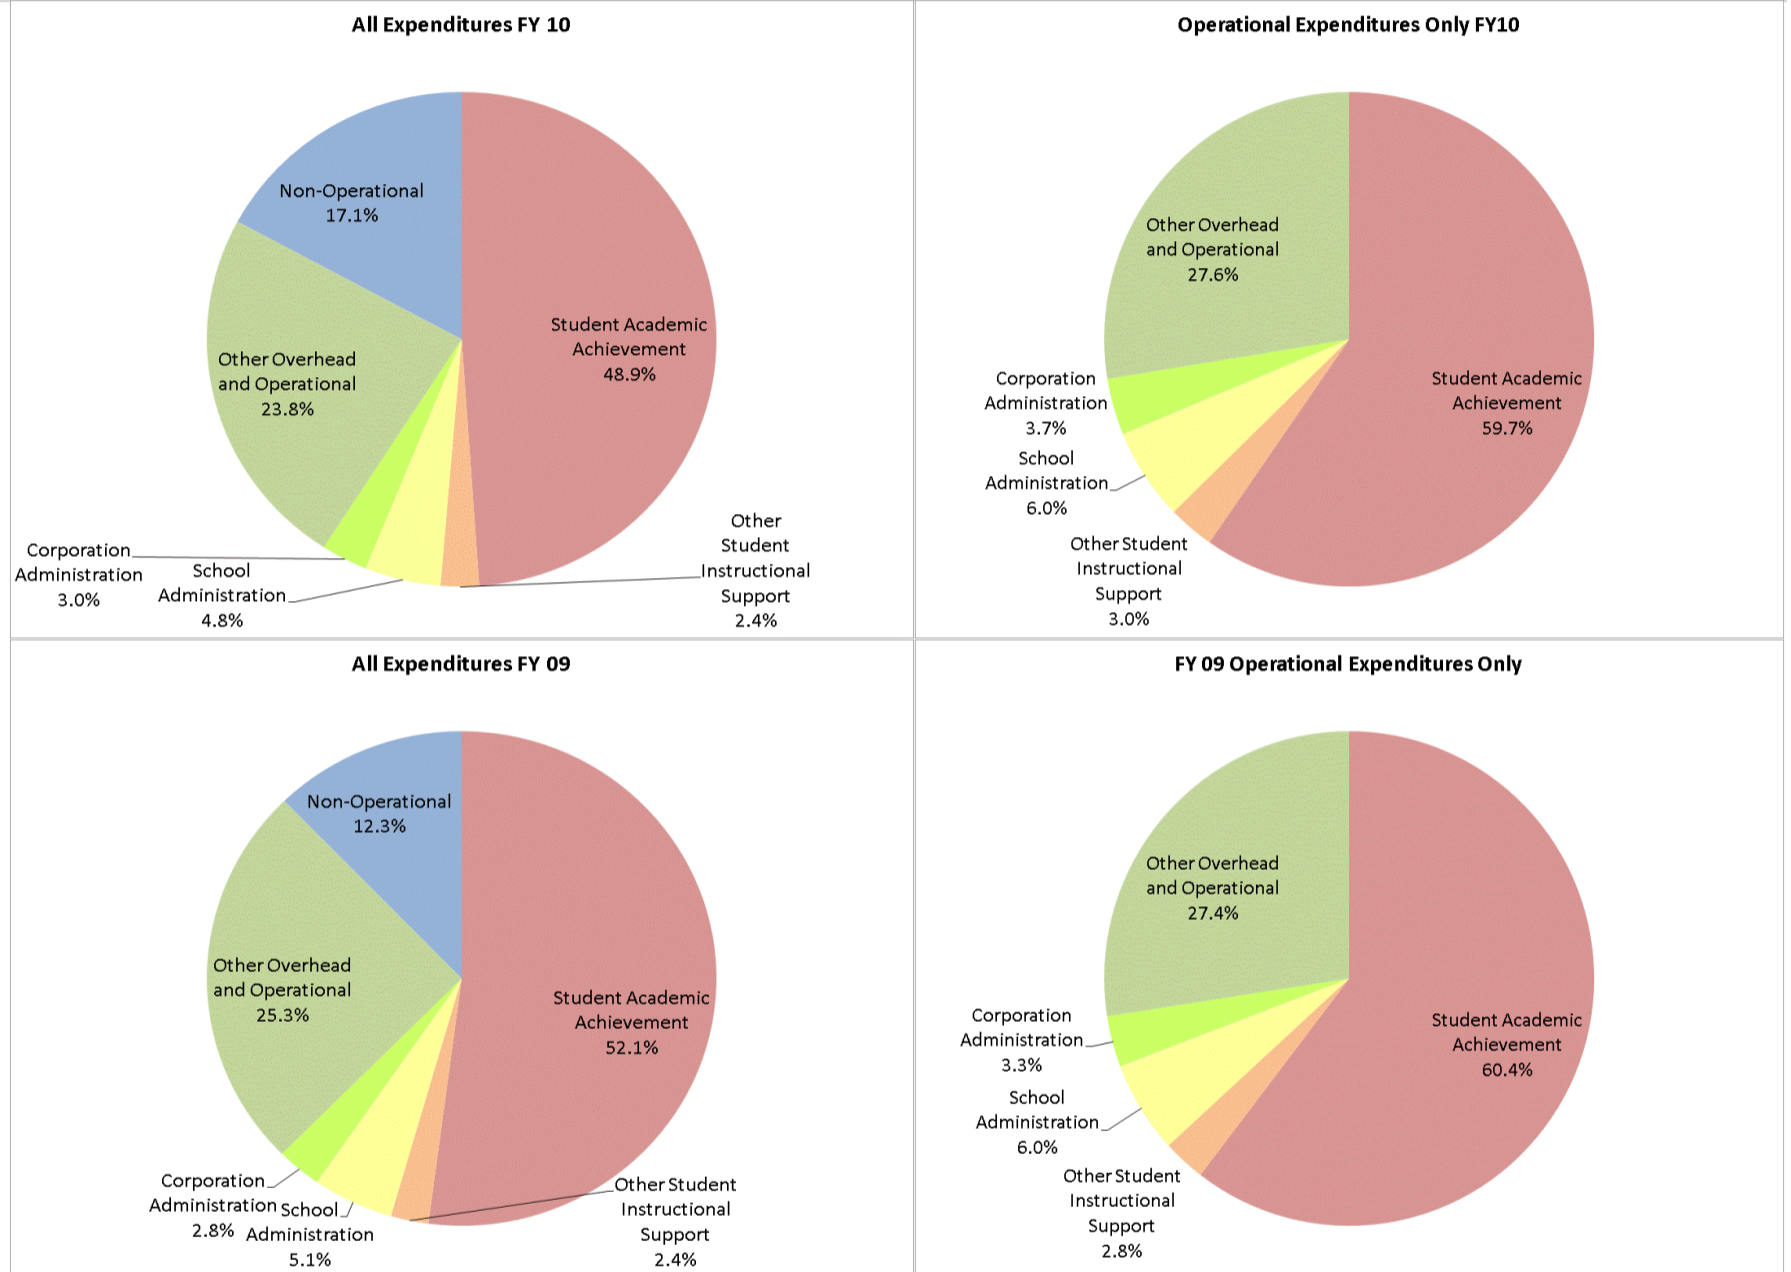 All Expenditures FY 10
Non-Operational
17.1%
Student Academic
Achievement
48.9%
Other Overhead
and Operational
23.8%
Corporation
Administration
3.0%
School
Administration
4.8%
Other
Student
Instructional
Support
2.4%
Operational Expenditures Only FY10
Other Overhead
and Operational
27.6%
Corporation
Administration
3.7%
Student Academic
Achievement
59.7%
School
Administration
6.0%
Other Student
Instructional
Support
3.0%
All Expenditures FY 09
Non-Operational
12.3%
Other Overhead
and Operational
25.3%
Student Academic
Achievement
52.1%
Corporation
Administration
2.8%
School
Administration
5.1%
Other Student
Instructional
Support
2.4%
FY 09 Operational Expenditures Only
Other Overhead
and Operational
27.4%
Corporation
Administration
3.3%
Student Academic
Achievement
60.4%
School
Administration
6.0%
Other Student
Instructional
Support
2.8%